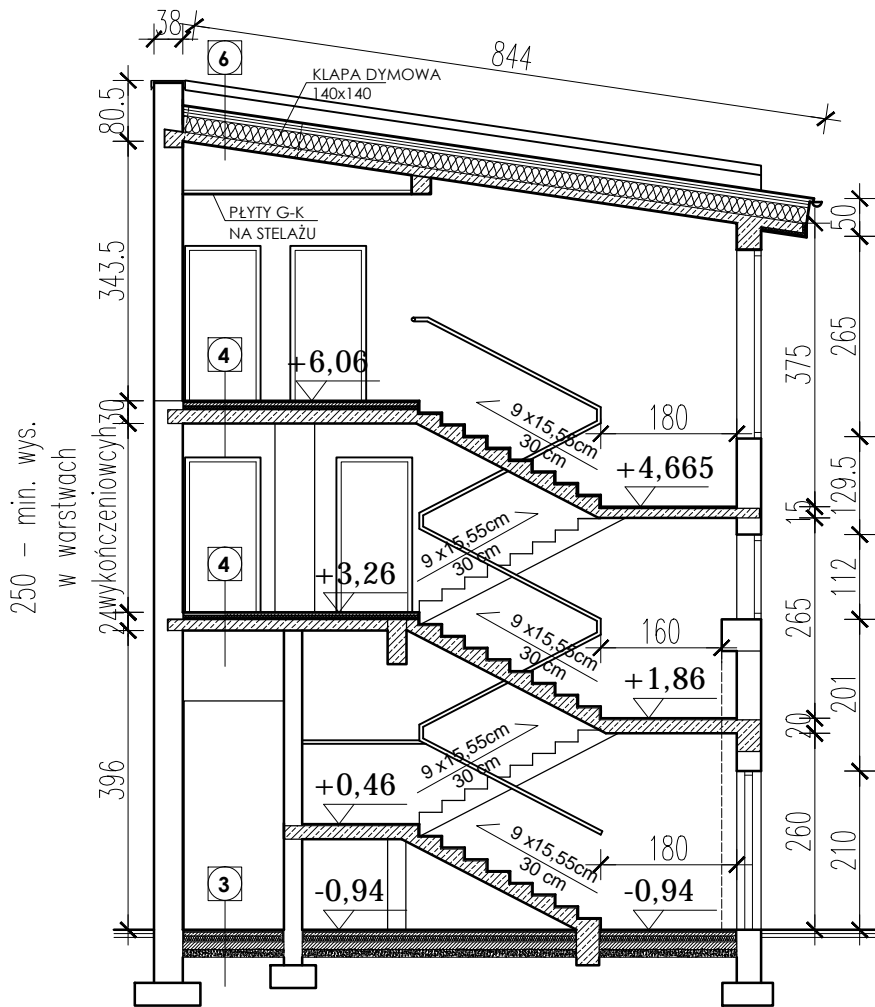 38
844
6
KLAPA DYMOWA
140x140
80.5
PŁYTY G-K
NA STELAŻU
50
343.5
375
265
4
+6,06
9 x15,55cm
30 cm
180
30
+4,665
129.5
15
250 – min. wys.
w warstwach
wykończeniowcyh
4
+3,26
9 x15,55cm
30 cm
112
265
24
9 x15,55cm
30 cm
160
+1,86
201
20
9 x15,55cm
30 cm
396
+0,46
260
210
3
-0,94
9 x15,55cm
30 cm
180
-0,94